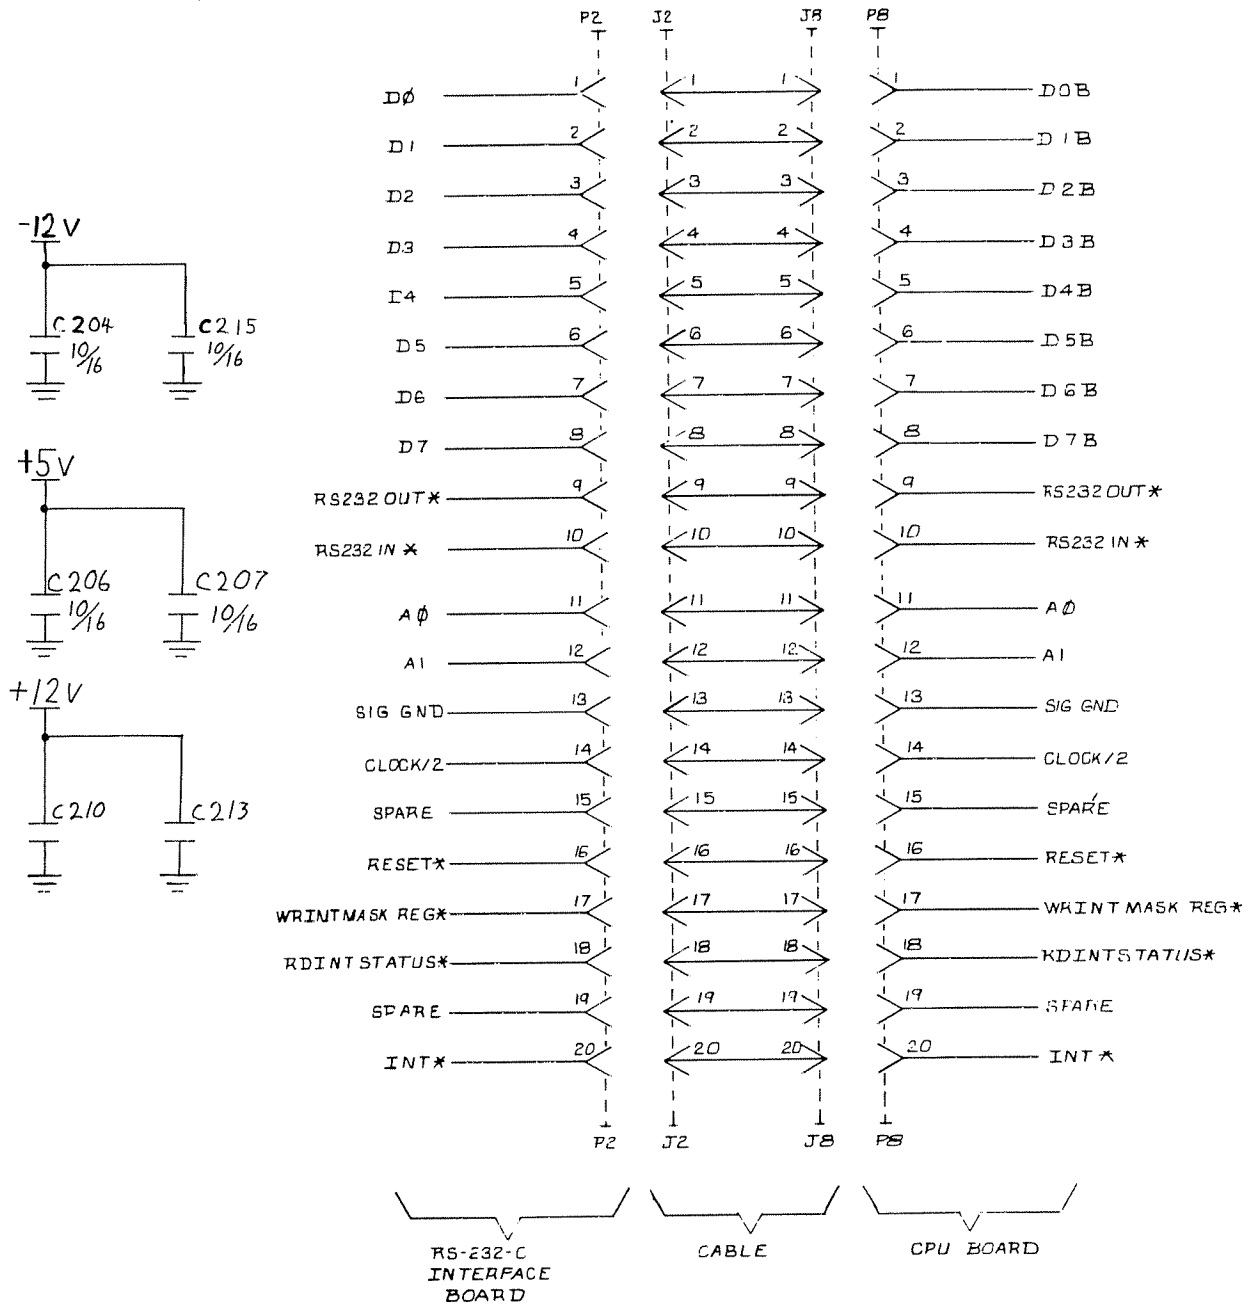 P2 J2 J8 P8
DØ 1 1 1 1 D0B
D1 2 2 2 2 D1B
D2 3 3 3 3 D2B
D3 4 4 4 4 D3B
D4 5 5 5 5 D4B
D5 6 6 6 6 D5B
D6 7 7 7 7 D6B
D7 8 8 8 8 D7B
RS232 OUT* 9 9 9 9 RS232 OUT*
RS232 IN* 10 10 10 10 RS232 IN*
AØ 11 11 11 11 AØ
A1 12 12 12 12 A1
SIG GND 13 13 13 13 SIG GND
CLOCK/2 14 14 14 14 CLOCK/2
SPARE 15 15 15 15 SPARE
RESET* 16 16 16 16 RESET*
WRINTMASK REG* 17 17 17 17 WRINTMASK REG*
RDINTSTATUS* 18 18 18 18 RDINTSTATUS*
SPARE 19 19 19 19 SPARE
INT* 20 20 20 20 INT*
P2 J2 J8 P8
RS-232-C
INTERFACE
BOARD
CABLE
CPU BOARD
-12V
C204 C215
10/16 10/16
+5V
C206 C207
10/16 10/16
+12V
C210 C213